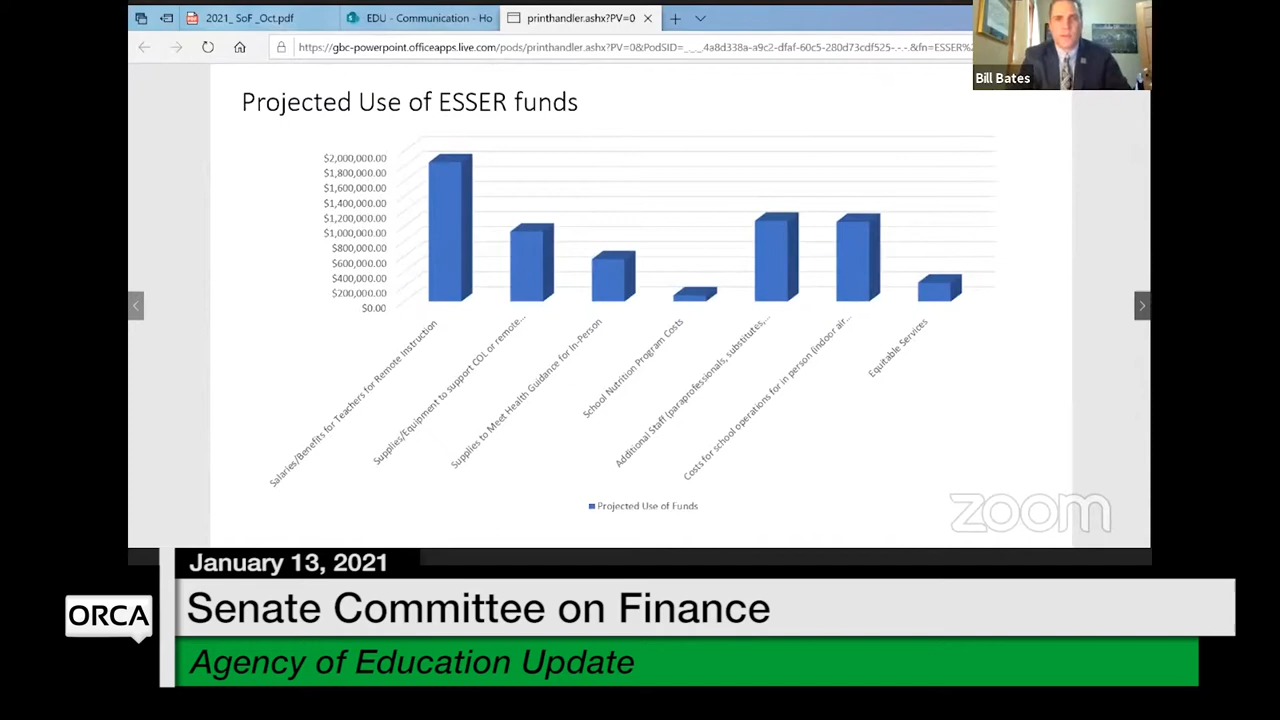 2021_ SoF _Oct.pdf
EDU - Communication - Ho
printhandler.ashx?PV=0
https://gbc-powerpoint.officeapps.live.com/pods/printhandler.ashx?PV=0&PodSID=
Bill Bates
Projected Use of ESSER funds
$2,000,000.00
$1,800,000.00
$1,600,000.00
$1,400,000.00
$1,200,000.00
$1,000,000.00
$800,000.00
$600,000.00
$400,000.00
$200,000.00
$0.00
Salaries/Benefits for Teachers for Remote Instruction
Supplies/Equipment to support COL or remote...
Supplies to Meet Health Guidance for In-Person
School Nutrition Program Costs
Additional Staff (paraprofessionals, substitutes,...
Costs for school operations for in person (indoor air...
Equitable Services
Projected Use of Funds
zoom
January 13, 2021
ORCA
Senate Committee on Finance
Agency of Education Update